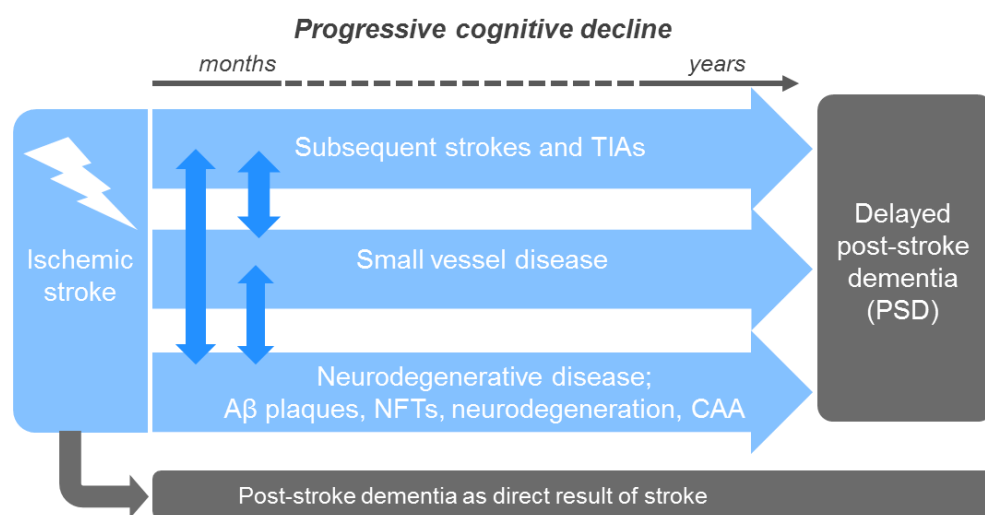 Progressive cognitive decline
months
years
Subsequent strokes and TIAs
Ischemic
stroke
Small vessel disease
Delayed
post-stroke
dementia
(PSD)
Neurodegenerative disease;
Aβ plaques, NFTs, neurodegeneration, CAA
Post-stroke dementia as direct result of stroke